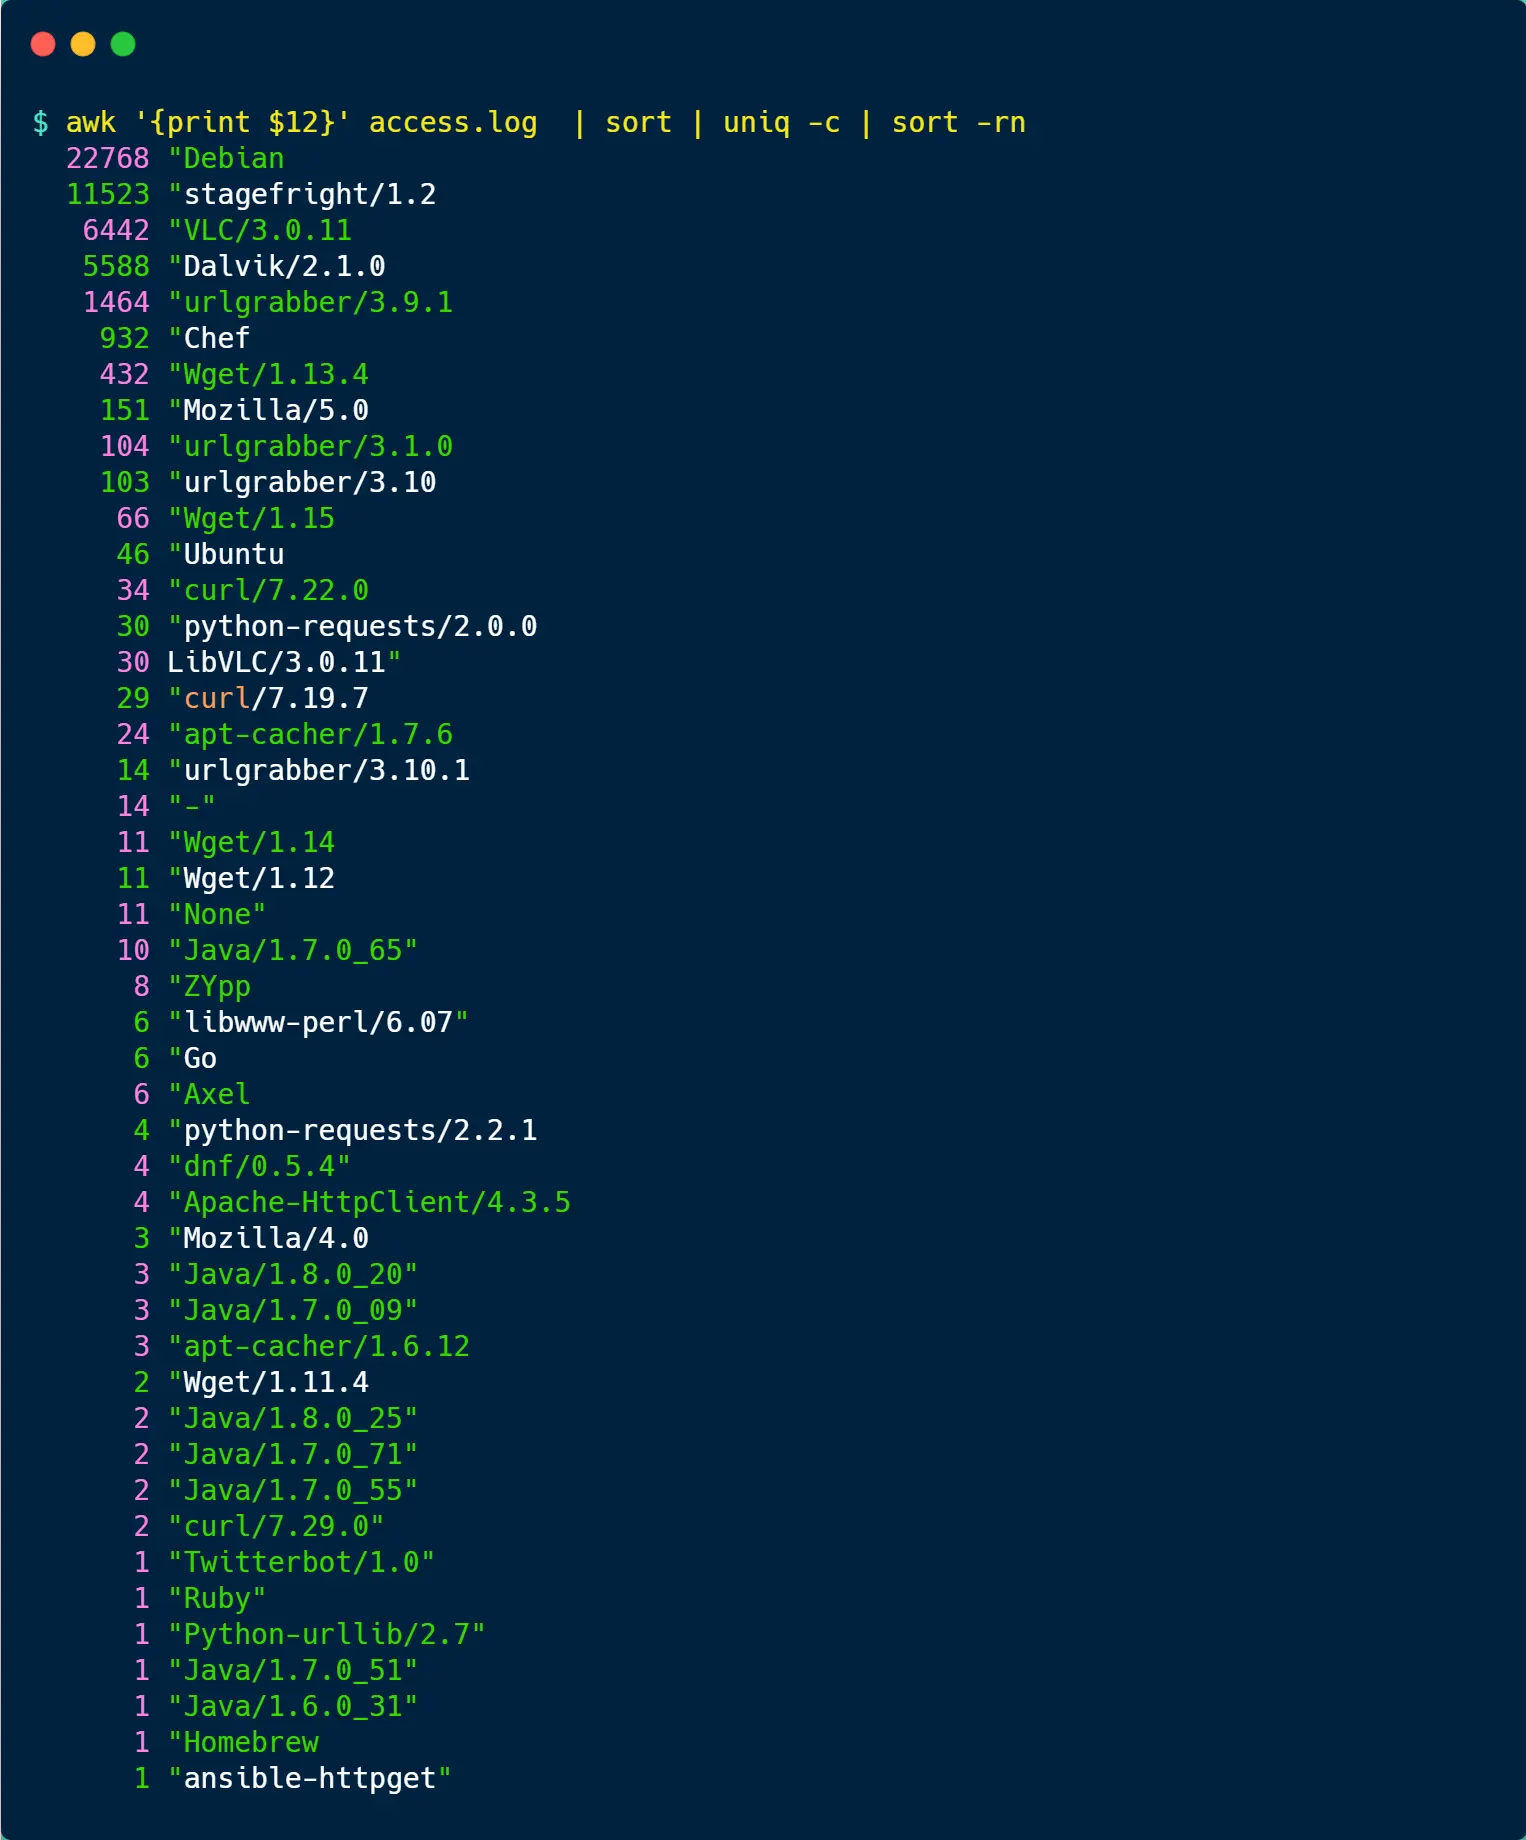 $ awk '{print $12}' access.log  | sort | uniq -c | sort -rn
  22768 "Debian
  11523 "stagefright/1.2
   6442 "VLC/3.0.11
   5588 "Dalvik/2.1.0
   1464 "urlgrabber/3.9.1
    932 "Chef
    432 "Wget/1.13.4
    151 "Mozilla/5.0
    104 "urlgrabber/3.1.0
    103 "urlgrabber/3.10
     66 "Wget/1.15
     46 "Ubuntu
     34 "curl/7.22.0
     30 "python-requests/2.0.0
     30 LibVLC/3.0.11"
     29 "curl/7.19.7
     24 "apt-cacher/1.7.6
     14 "urlgrabber/3.10.1
     14 "-"
     11 "Wget/1.14
     11 "Wget/1.12
     11 "None"
     10 "Java/1.7.0_65"
      8 "ZYpp
      6 "libwww-perl/6.07"
      6 "Go
      6 "Axel
      4 "python-requests/2.2.1
      4 "dnf/0.5.4"
      4 "Apache-HttpClient/4.3.5
      3 "Mozilla/4.0
      3 "Java/1.8.0_20"
      3 "Java/1.7.0_09"
      3 "apt-cacher/1.6.12
      2 "Wget/1.11.4
      2 "Java/1.8.0_25"
      2 "Java/1.7.0_71"
      2 "Java/1.7.0_55"
      2 "curl/7.29.0"
      1 "Twitterbot/1.0"
      1 "Ruby"
      1 "Python-urllib/2.7"
      1 "Java/1.7.0_51"
      1 "Java/1.6.0_31"
      1 "Homebrew
      1 "ansible-httpget"